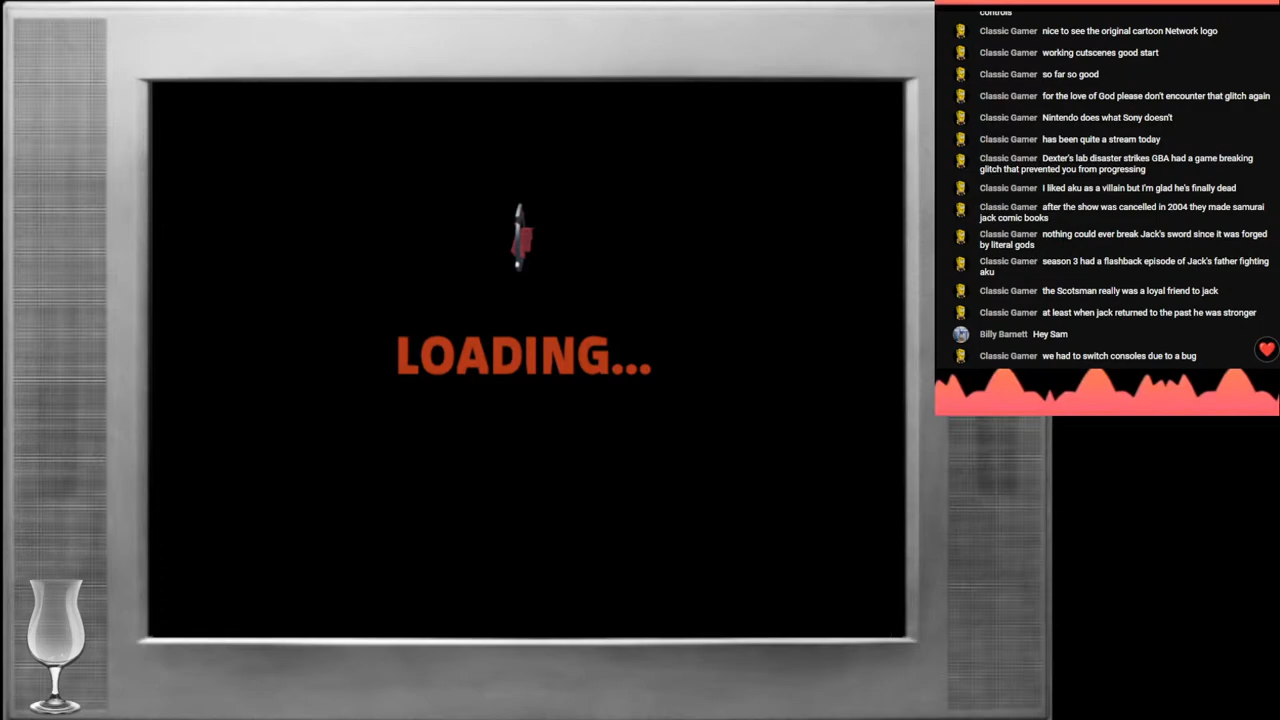 LOADING...
controls
Classic Gamer nice to see the original cartoon Network logo
Classic Gamer working cutscenes good start
Classic Gamer so far so good
Classic Gamer for the love of God please don't encounter that glitch again
Classic Gamer Nintendo does what Sony doesn't
Classic Gamer has been quite a stream today
Classic Gamer Dexter's lab disaster strikes GBA had a game breaking
glitch that prevented you from progressing
Classic Gamer I liked aku as a villain but I'm glad he's finally dead
Classic Gamer after the show was cancelled in 2004 they made samurai
jack comic books
Classic Gamer nothing could ever break Jack's sword since it was forged
by literal gods
Classic Gamer season 3 had a flashback episode of Jack's father fighting
aku
Classic Gamer the Scotsman really was a loyal friend to jack
Classic Gamer at least when jack returned to the past he was stronger
Billy Barnett Hey Sam
Classic Gamer we had to switch consoles due to a bug